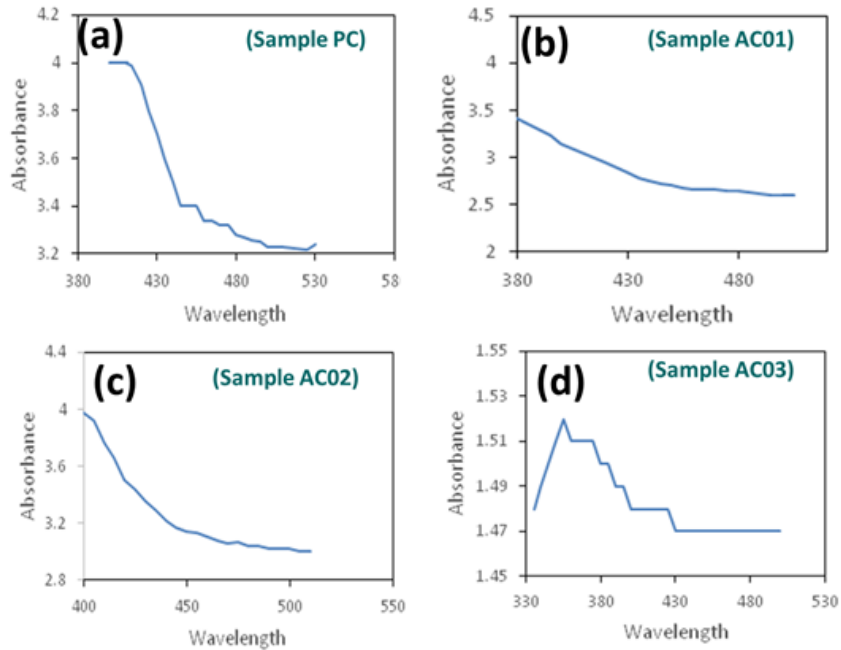 (a)
(Sample PC)
4.2
4
3.8
3.6
3.4
3.2
Absorbance
380 430 480 530 58
Wavelength
(b)
(Sample AC01)
4.5
4
3.5
3
2.5
2
Absorbance
380 430 480
Wavelength
(c)
(Sample AC02)
4.4
4
3.6
3.2
2.8
Absorbance
400 450 500 550
Wavelength
(d)
(Sample AC03)
1.55
1.53
1.51
1.49
1.47
1.45
Absorbance
330 380 430 480 530
Wavelength